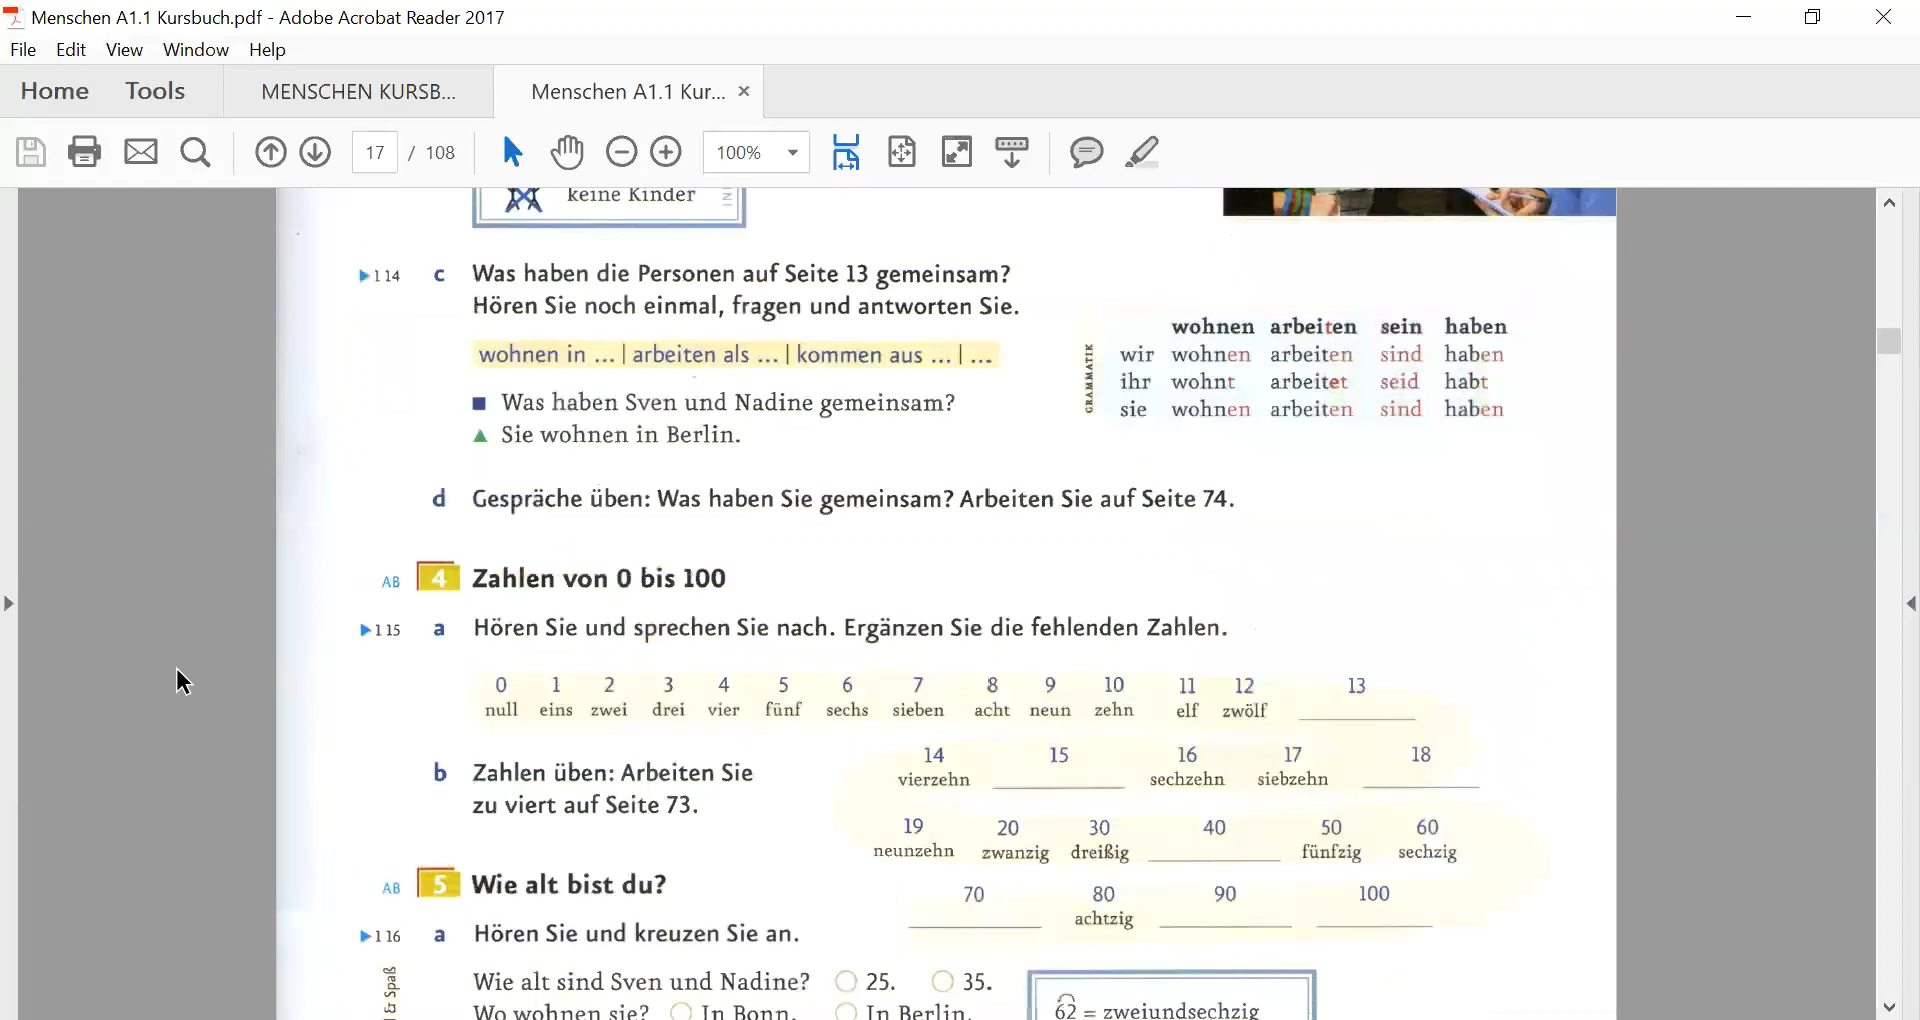 Menschen A1.1 Kursbuch.pdf - Adobe Acrobat Reader 2017
File Edit View Window Help
Home Tools MENSCHEN KURSB... Menschen A1.1 Kur... ×
17 / 108 100%
keine Kinder
▶1 14 c Was haben die Personen auf Seite 13 gemeinsam?
Hören Sie noch einmal, fragen und antworten Sie.
wohnen in ... | arbeiten als ... | kommen aus ... | ...
■ Was haben Sven und Nadine gemeinsam?
▲ Sie wohnen in Berlin.
GRAMMATIK
wohnen arbeiten sein haben
wir wohnen arbeiten sind haben
ihr wohnt arbeitet seid habt
sie wohnen arbeiten sind haben
d Gespräche üben: Was haben Sie gemeinsam? Arbeiten Sie auf Seite 74.
AB 4 Zahlen von 0 bis 100
▶1 15 a Hören Sie und sprechen Sie nach. Ergänzen Sie die fehlenden Zahlen.
0 1 2 3 4 5 6 7 8 9 10 11 12 13
null eins zwei drei vier fünf sechs sieben acht neun zehn elf zwölf
b Zahlen üben: Arbeiten Sie
zu viert auf Seite 73.
14 15 16 17 18
vierzehn sechzehn siebzehn
19 20 30 40 50 60
neunzehn zwanzig dreißig fünfzig sechzig
70 80 90 100
achtzig
AB 5 Wie alt bist du?
▶1 16 a Hören Sie und kreuzen Sie an.
& Spaß
Wie alt sind Sven und Nadine? 25. 35.
Wo wohnen sie? In Bonn. In Berlin.
62 = zweiundsechzig